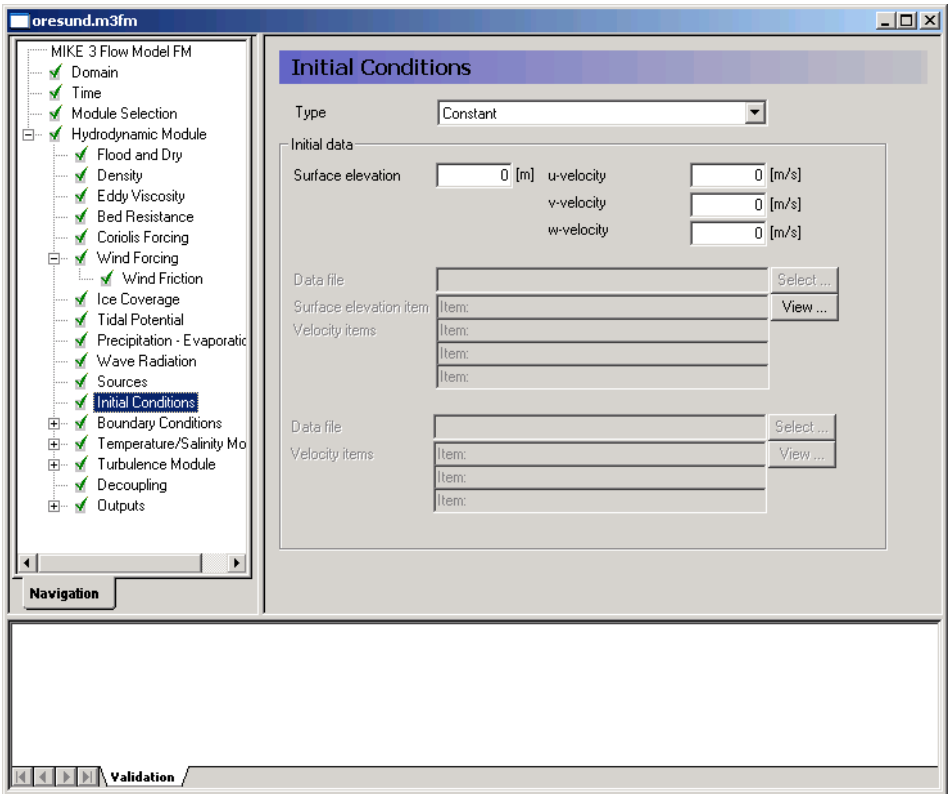 oresund.m3fm
MIKE 3 Flow Model FM
Domain
Time
Module Selection
Hydrodynamic Module
Flood and Dry
Density
Eddy Viscosity
Bed Resistance
Coriolis Forcing
Wind Forcing
Wind Friction
Ice Coverage
Tidal Potential
Precipitation - Evaporatic
Wave Radiation
Sources
Initial Conditions
Boundary Conditions
Temperature/Salinity Mo
Turbulence Module
Decoupling
Outputs
Navigation
Initial Conditions
Type Constant
Initial data
Surface elevation 0 [m] u-velocity 0 [m/s]
v-velocity 0 [m/s]
w-velocity 0 [m/s]
Data file Select ...
Surface elevation item Item: View ...
Velocity items Item:
Item:
Item:
Data file Select ...
Velocity items Item: View ...
Item:
Item:
Validation